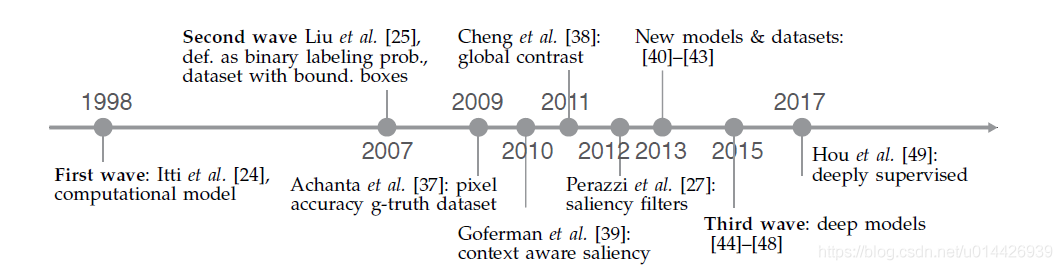 Second wave Liu et al. [25],
def. as binary labeling prob.,
dataset with bound. boxes
Cheng et al. [38]:
global contrast
New models & datasets:
[40]–[43]
1998
2009
2011
2017
2007
2010
2012
2013
2015
First wave: Itti et al. [24],
computational model
Achanta et al. [37]: pixel
accuracy g-truth dataset
Goferman et al. [39]:
context aware saliency
Perazzi et al. [27]:
saliency filters
Third wave: deep models
[44]–[48]
Hou et al. [49]:
deeply supervised
https://blog.csdn.net/u014426939